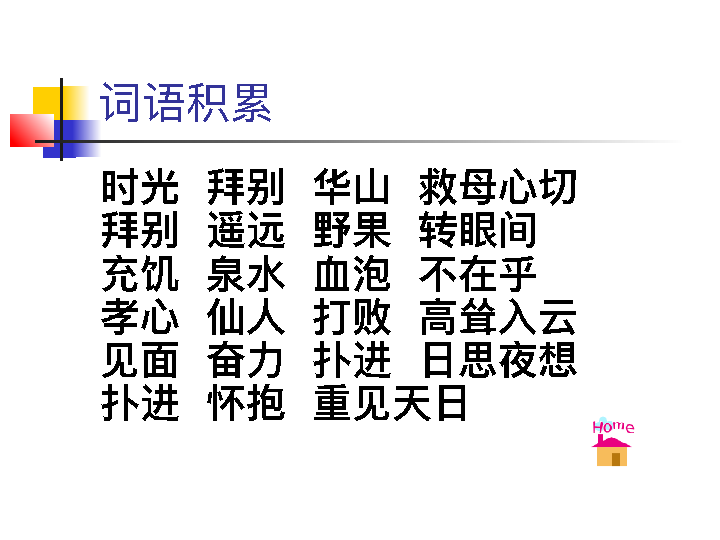 词语积累
时光 拜别 华山 救母心切
拜别 遥远 野果 转眼间
充饥 泉水 血泡 不在乎
孝心 仙人 打败 高耸入云
见面 奋力 扑进 日思夜想
扑进 怀抱 重见天日
Home